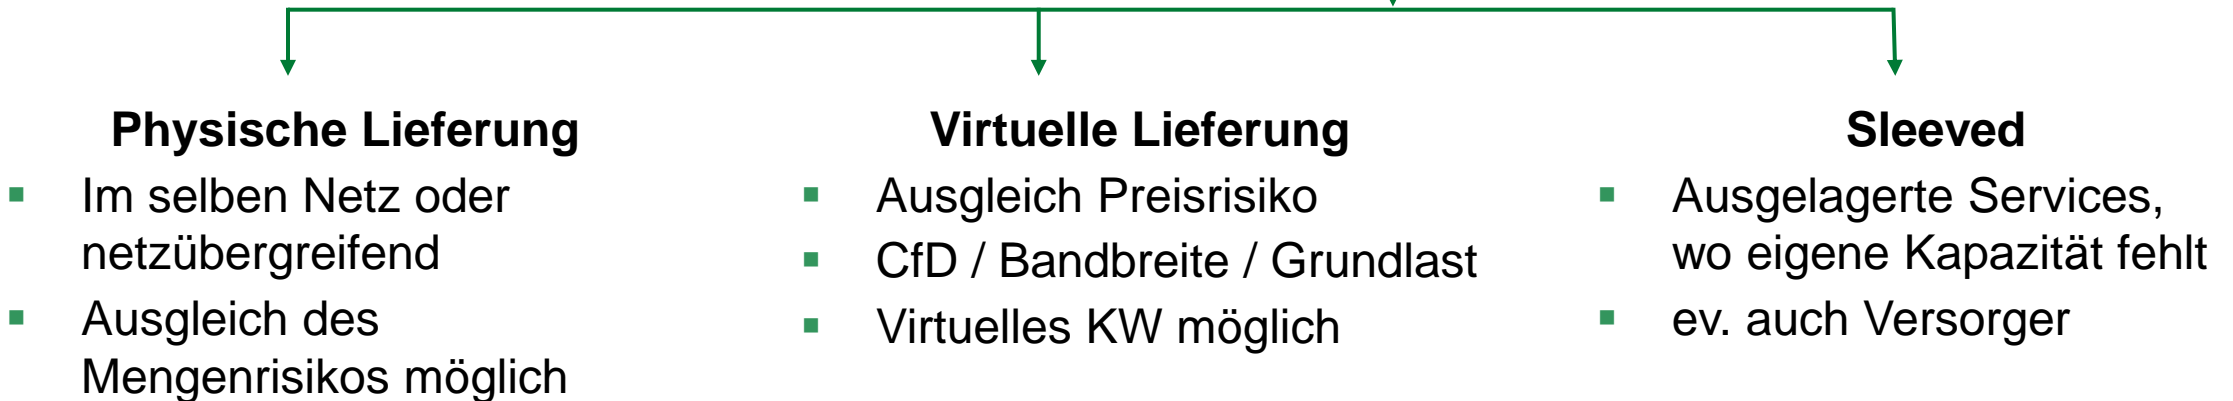 Physische Lieferung
▪ Im selben Netz oder
netzübergreifend
▪ Ausgleich des
Mengenrisikos möglich
Virtuelle Lieferung
▪ Ausgleich Preisrisiko
▪ CfD / Bandbreite / Grundlast
▪ Virtuelles KW möglich
Sleeved
▪ Ausgelagerte Services,
wo eigene Kapazität fehlt
▪ ev. auch Versorger